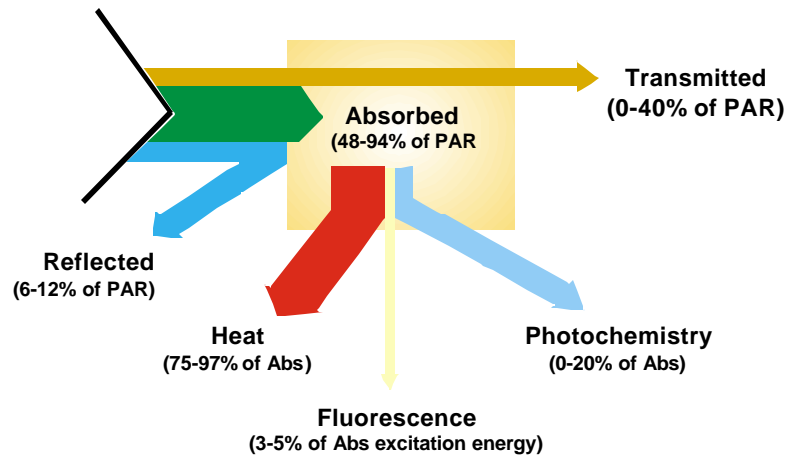 Transmitted
(0-40% of PAR)
Absorbed
(48-94% of PAR
Reflected
(6-12% of PAR)
Heat
(75-97% of Abs)
Photochemistry
(0-20% of Abs)
Fluorescence
(3-5% of Abs excitation energy)